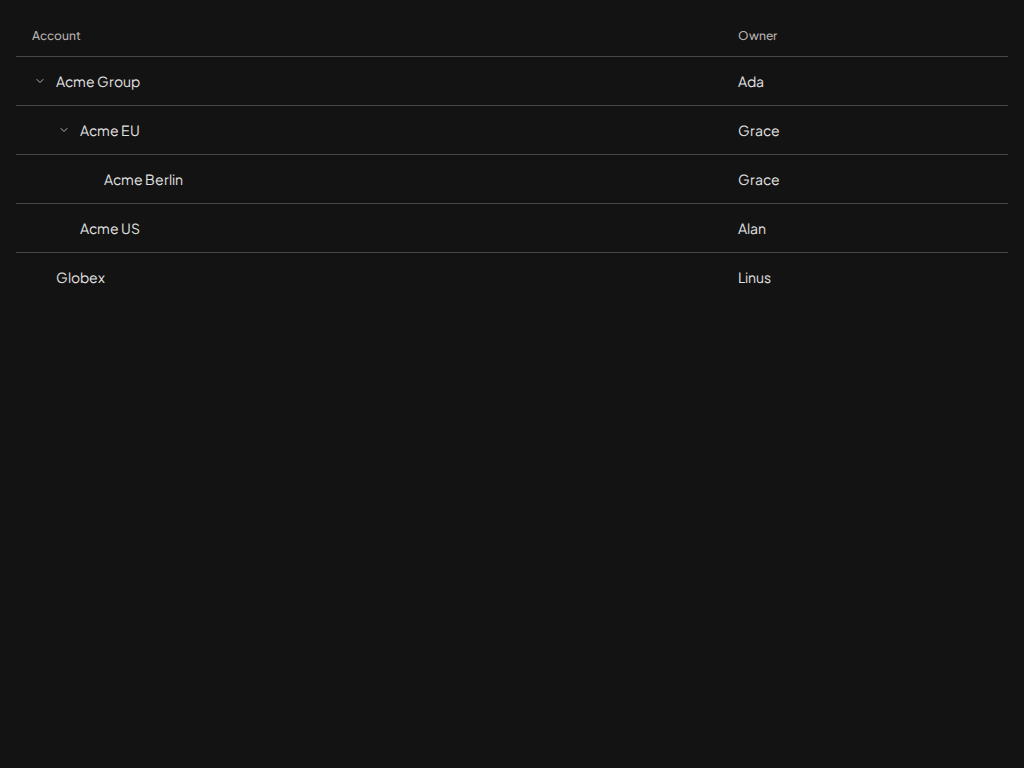 Account Owner
Acme Group Ada
Acme EU Grace
Acme Berlin Grace
Acme US Alan
Globex Linus